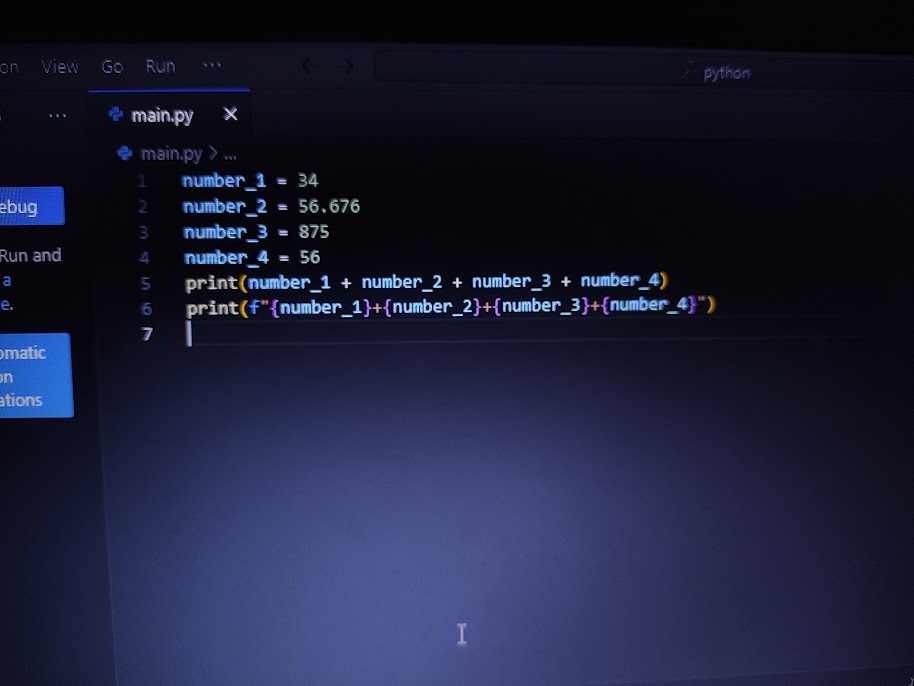 on View Go Run ...
python
...
main.py
main.py > ...
1 number_1 = 34
2 number_2 = 56.676
3 number_3 = 875
4 number_4 = 56
5 print(number_1 + number_2 + number_3 + number_4)
6 print(f"{number_1}+{number_2}+{number_3}+{number_4}")
7
ebug
Run and
a
e.
omatic
on
ations